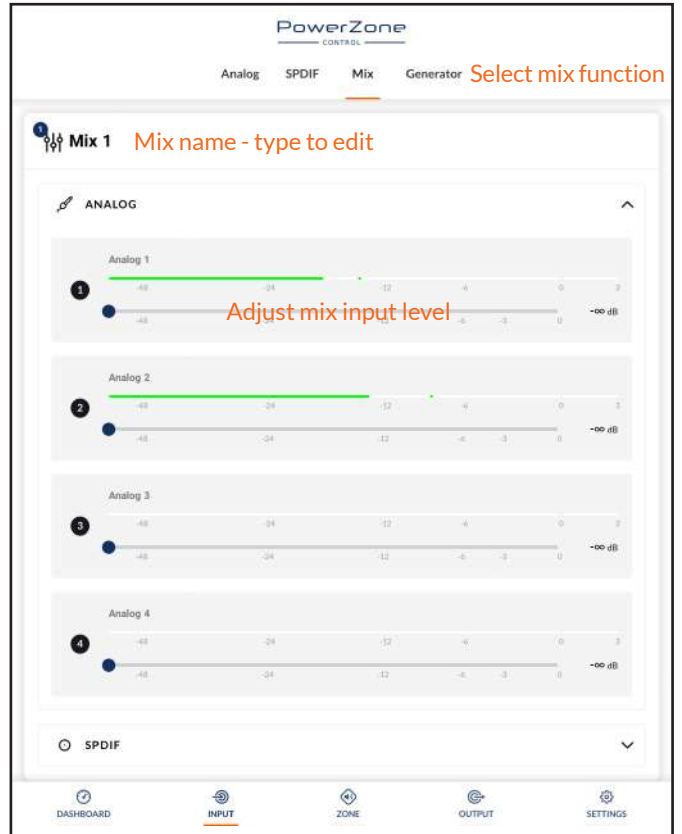 PowerZone
CONTROL
Analog SPDIF Mix Generator Select mix function
1 Mix 1 Mix name - type to edit
ANALOG
Analog 1
1
-48 -24 -12 -6 0 3
Adjust mix input level
-48 -24 -12 -6 -3 0 -∞ dB
Analog 2
2
-48 -24 -12 -6 0 3
-48 -24 -12 -6 -3 0 -∞ dB
Analog 3
3
-48 -24 -12 -6 0 3
-48 -24 -12 -6 -3 0 -∞ dB
Analog 4
4
-48 -24 -12 -6 0 3
-48 -24 -12 -6 -3 0 -∞ dB
SPDIF
DASHBOARD INPUT ZONE OUTPUT SETTINGS